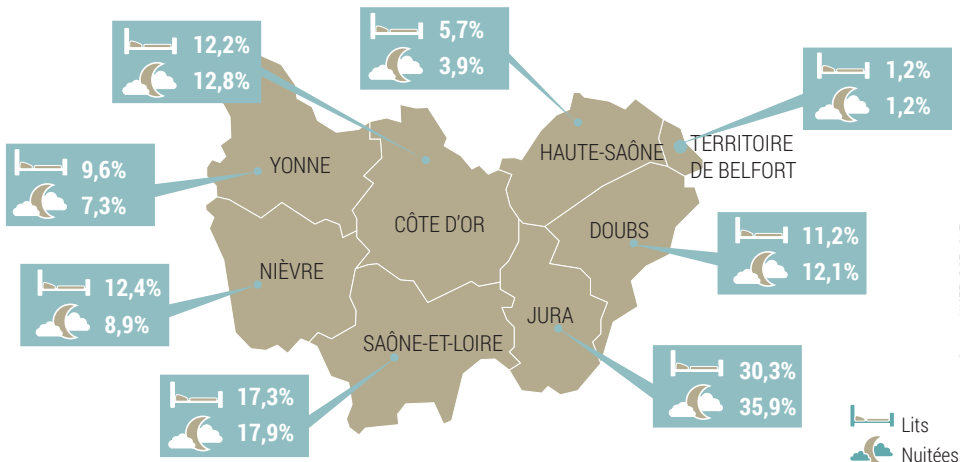 12,2%
12,8%
5,7%
3,9%
1,2%
1,2%
9,6%
7,3%
YONNE
HAUTE-SAÔNE
TERRITOIRE
DE BELFORT
CÔTE D'OR
DOUBS
11,2%
12,1%
12,4%
8,9%
NIÈVRE
JURA
SAÔNE-ET-LOIRE
17,3%
17,9%
30,3%
35,9%
Lits
Nuitées